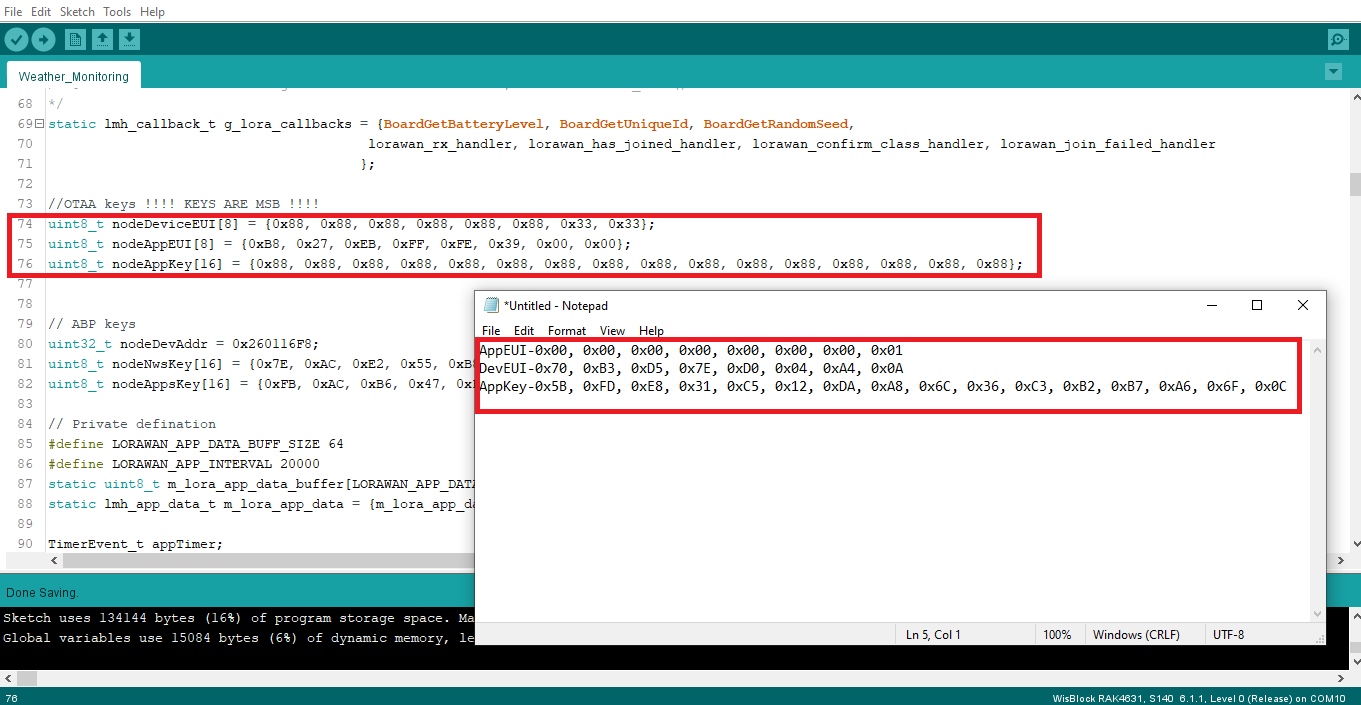 File Edit Sketch Tools Help
Weather_Monitoring
68 */
69 static lmh_callback_t g_lora_callbacks = {BoardGetBatteryLevel, BoardGetUniqueId, BoardGetRandomSeed,
70 lorawan_rx_handler, lorawan_has_joined_handler, lorawan_confirm_class_handler, lorawan_join_failed_handler
71 };
72
73 //OTAA keys !!!! KEYS ARE MSB !!!!
74 uint8_t nodeDeviceEUI[8] = {0x88, 0x88, 0x88, 0x88, 0x88, 0x88, 0x33, 0x33};
75 uint8_t nodeAppEUI[8] = {0xB8, 0x27, 0xEB, 0xFF, 0xFE, 0x39, 0x00, 0x00};
76 uint8_t nodeAppKey[16] = {0x88, 0x88, 0x88, 0x88, 0x88, 0x88, 0x88, 0x88, 0x88, 0x88, 0x88, 0x88, 0x88, 0x88, 0x88, 0x88};
77
78
79 // ABP keys
80 uint32_t nodeDevAddr = 0x260116F8;
81 uint8_t nodeNwsKey[16] = {0x7E, 0xAC, 0xE2, 0x55, 0xB8
82 uint8_t nodeAppsKey[16] = {0xFB, 0xAC, 0xB6, 0x47, 0x
83
84 // Private defination
85 #define LORAWAN_APP_DATA_BUFF_SIZE 64
86 #define LORAWAN_APP_INTERVAL 20000
87 static uint8_t m_lora_app_data_buffer[LORAWAN_APP_DATA
88 static lmh_app_data_t m_lora_app_data = {m_lora_app_da
89
90 TimerEvent_t appTimer;
*Untitled - Notepad
File Edit Format View Help
AppEUI-0x00, 0x00, 0x00, 0x00, 0x00, 0x00, 0x00, 0x01
DevEUI-0x70, 0xB3, 0xD5, 0x7E, 0xD0, 0x04, 0xA4, 0x0A
AppKey-0x5B, 0xFD, 0xE8, 0x31, 0xC5, 0x12, 0xDA, 0xA8, 0x6C, 0x36, 0xC3, 0xB2, 0xB7, 0xA6, 0x6F, 0x0C
Ln 5, Col 1 100% Windows (CRLF) UTF-8
Done Saving.
Sketch uses 134144 bytes (16%) of program storage space. Ma
Global variables use 15084 bytes (6%) of dynamic memory, le
76 WisBlock RAK4631, S140 6.1.1, Level 0 (Release) on COM10